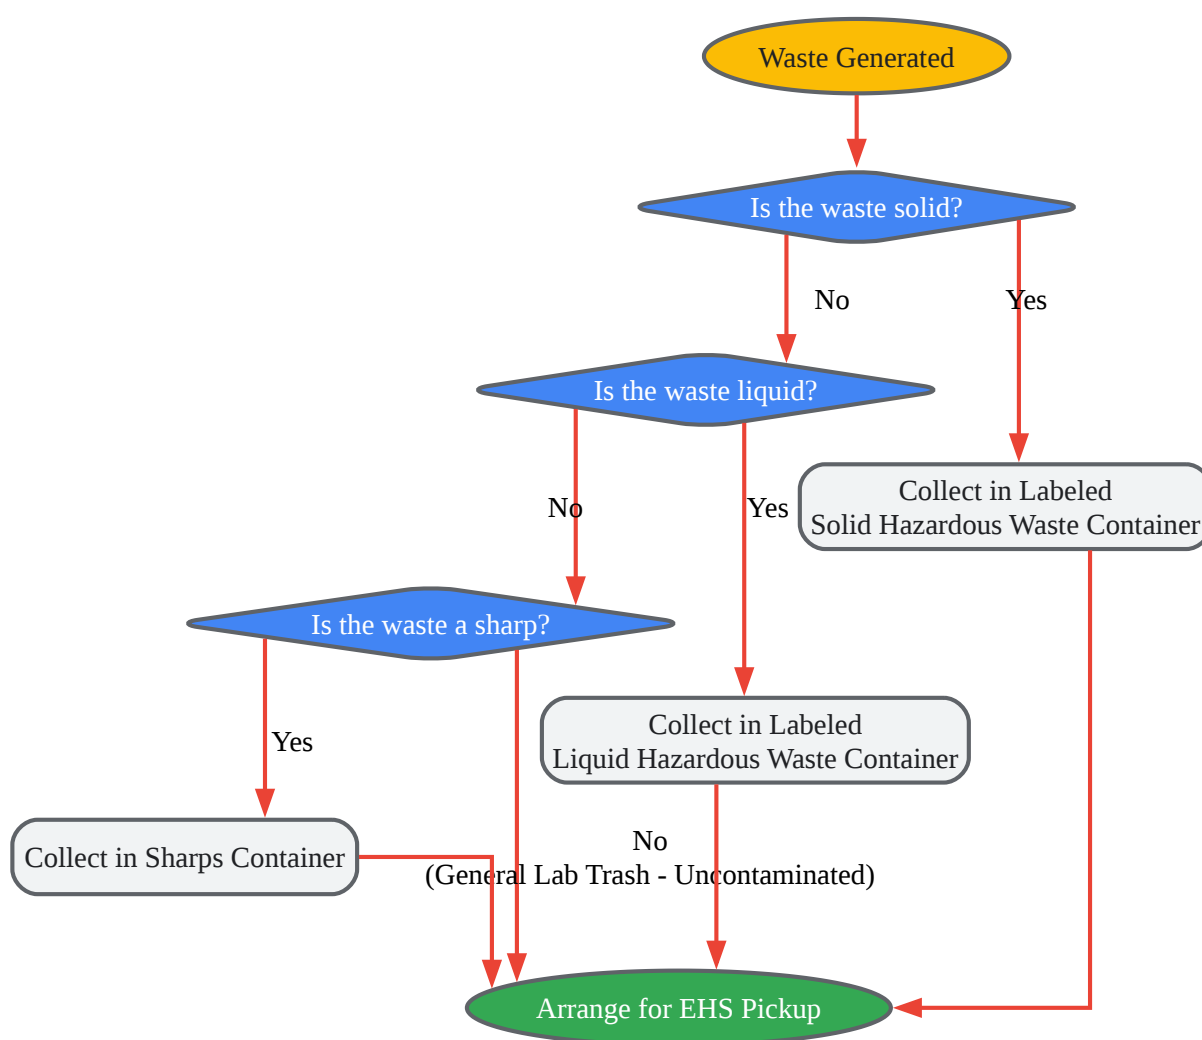 Waste Generated
Is the waste solid?
No
Yes
Is the waste liquid?
Collect in Labeled
Solid Hazardous Waste Container
No
Yes
Is the waste a sharp?
Collect in Labeled
Liquid Hazardous Waste Container
Yes
No
(General Lab Trash - Uncontaminated)
Collect in Sharps Container
Arrange for EHS Pickup